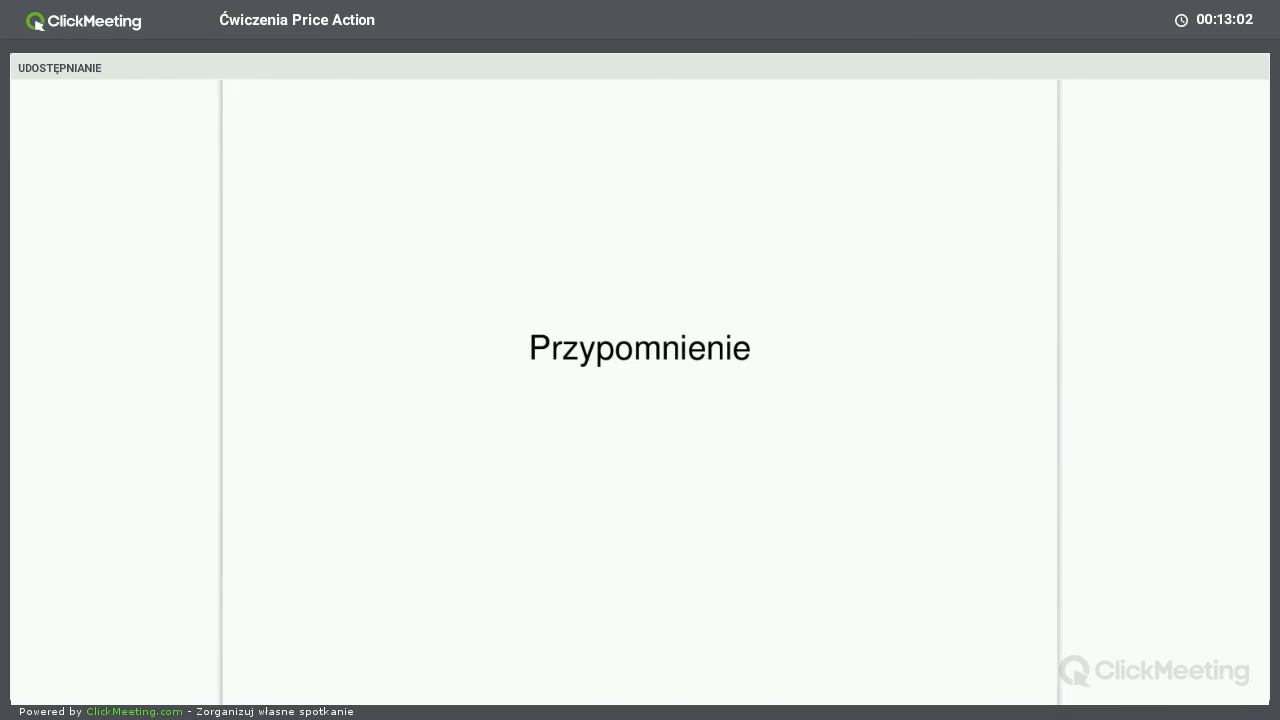 ClickMeeting
Ćwiczenia Price Action
00:13:02
UDOSTĘPNIANIE
Przypomnienie
ClickMeeting
Powered by ClickMeeting.com - Zorganizuj własne spotkanie